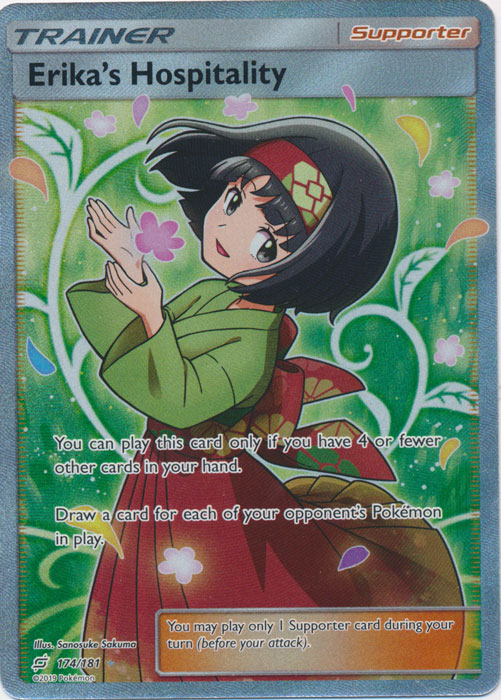 TRAINER
Supporter
Erika's Hospitality
You can play this card only if you have 4 or fewer
other cards in your hand.
Draw a card for each of your opponent's Pokémon
in play.
You may play only 1 Supporter card during your
turn (before your attack).
Illus. Sanosuke Sakuma
174/181
©2019 Pokémon